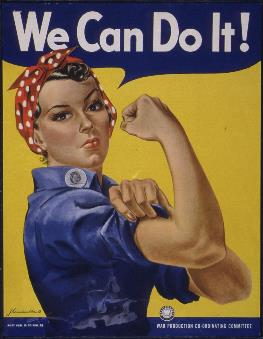 We Can Do It!
WAR PRODUCTION CO-ORDINATING COMMITTEE